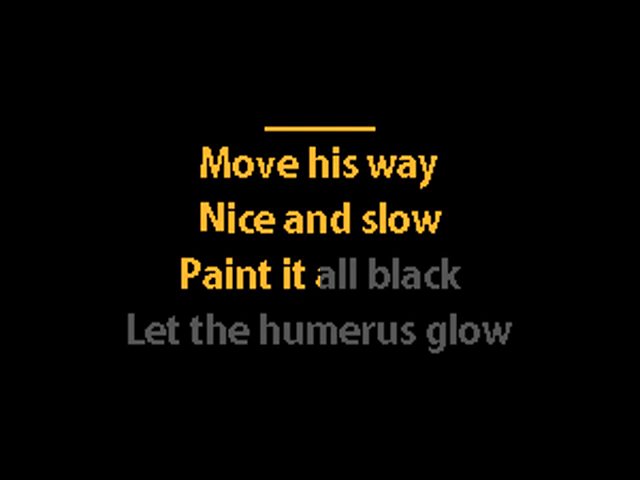 Move his way
Nice and slow
Paint it all black
Let the humerus glow